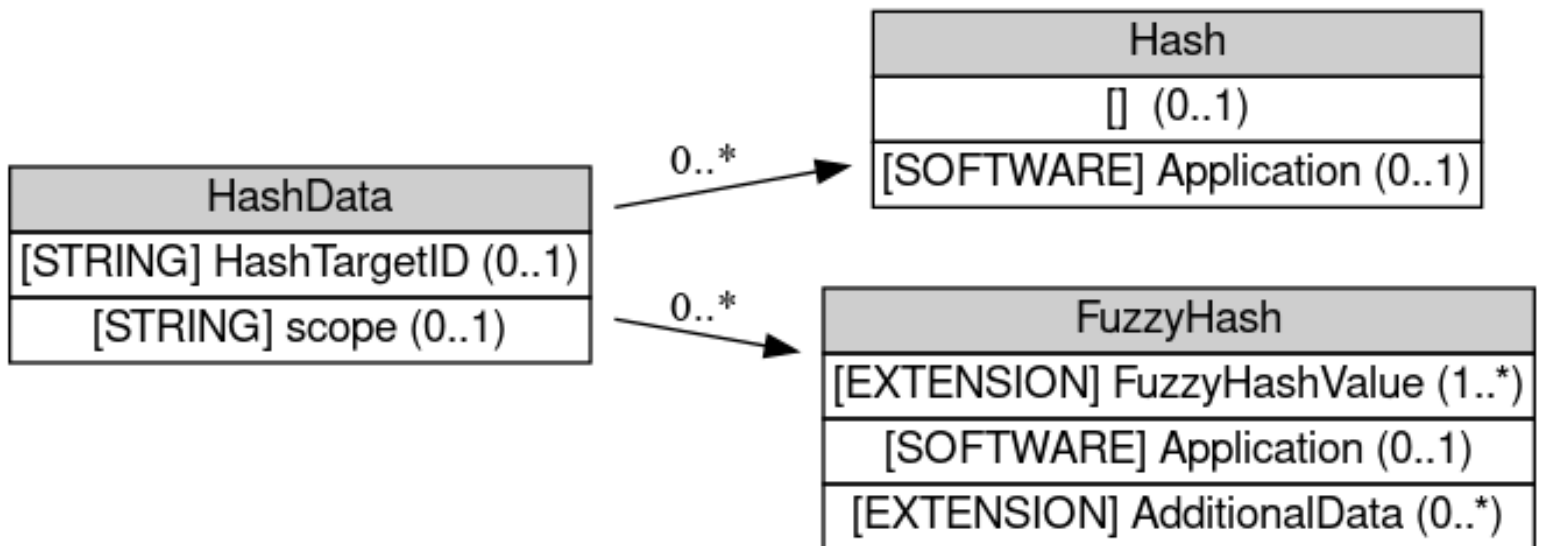 Hash
[] (0..1)
[SOFTWARE] Application (0..1)
0..*
HashData
[STRING] HashTargetID (0..1)
[STRING] scope (0..1)
0..*
FuzzyHash
[EXTENSION] FuzzyHashValue (1..*)
[SOFTWARE] Application (0..1)
[EXTENSION] AdditionalData (0..*)